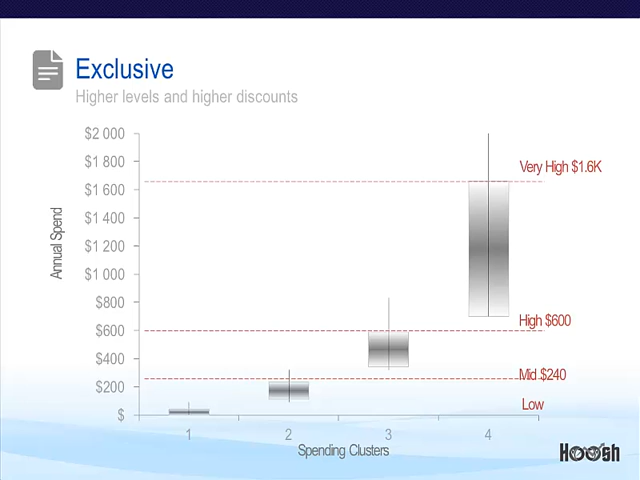 Exclusive
Higher levels and higher discounts
$2 000
$1 800
$1 600
$1 400
$1 200
$1 000
$800
$600
$400
$200
$
Annual Spend
Very High $1.6K
High $600
Mid $240
Low
1 2 3 4
Spending Clusters
Hoosh